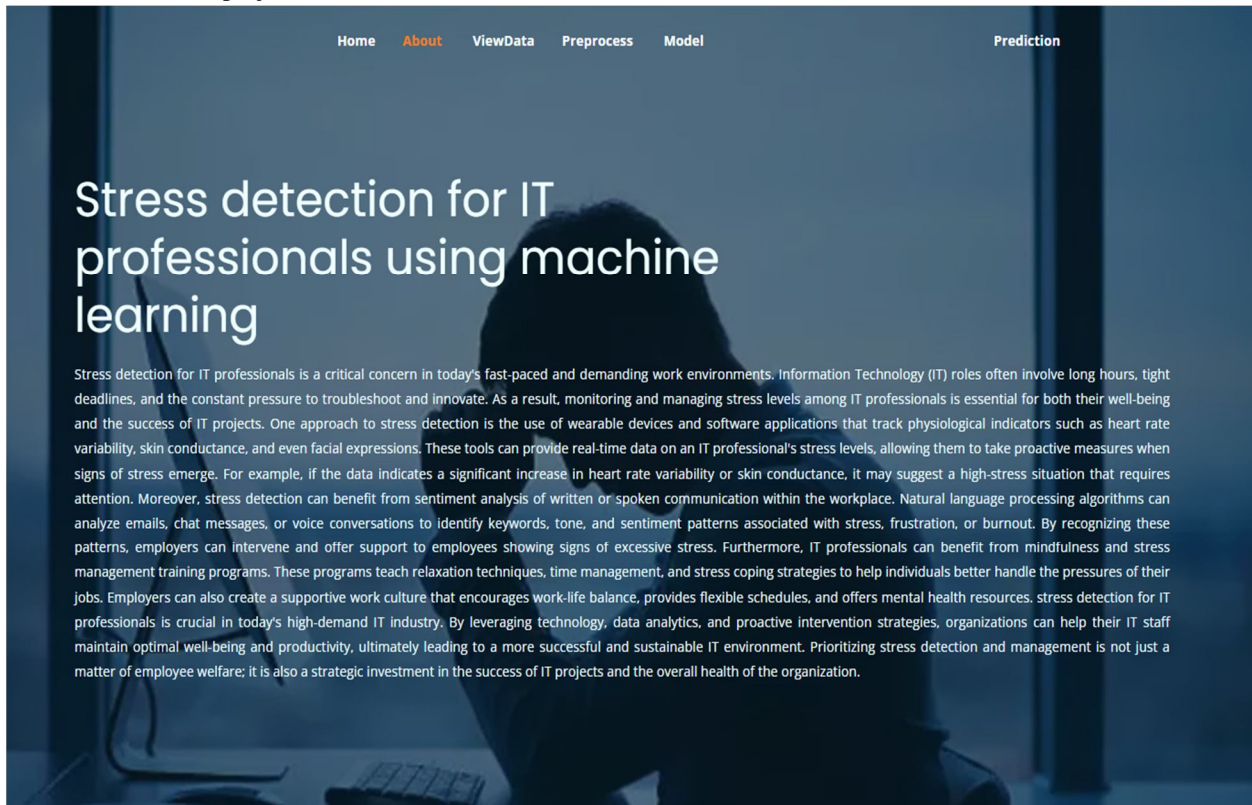 Home About ViewData Preprocess Model Prediction
Stress detection for IT
professionals using machine
learning
Stress detection for IT professionals is a critical concern in today's fast-paced and demanding work environments. Information Technology (IT) roles often involve long hours, tight
deadlines, and the constant pressure to troubleshoot and innovate. As a result, monitoring and managing stress levels among IT professionals is essential for both their well-being
and the success of IT projects. One approach to stress detection is the use of wearable devices and software applications that track physiological indicators such as heart rate
variability, skin conductance, and even facial expressions. These tools can provide real-time data on an IT professional's stress levels, allowing them to take proactive measures when
signs of stress emerge. For example, if the data indicates a significant increase in heart rate variability or skin conductance, it may suggest a high-stress situation that requires
attention. Moreover, stress detection can benefit from sentiment analysis of written or spoken communication within the workplace. Natural language processing algorithms can
analyze emails, chat messages, or voice conversations to identify keywords, tone, and sentiment patterns associated with stress, frustration, or burnout. By recognizing these
patterns, employers can intervene and offer support to employees showing signs of excessive stress. Furthermore, IT professionals can benefit from mindfulness and stress
management training programs. These programs teach relaxation techniques, time management, and stress coping strategies to help individuals better handle the pressures of their
jobs. Employers can also create a supportive work culture that encourages work-life balance, provides flexible schedules, and offers mental health resources. stress detection for IT
professionals is crucial in today's high-demand IT industry. By leveraging technology, data analytics, and proactive intervention strategies, organizations can help their IT staff
maintain optimal well-being and productivity, ultimately leading to a more successful and sustainable IT environment. Prioritizing stress detection and management is not just a
matter of employee welfare; it is also a strategic investment in the success of IT projects and the overall health of the organization.